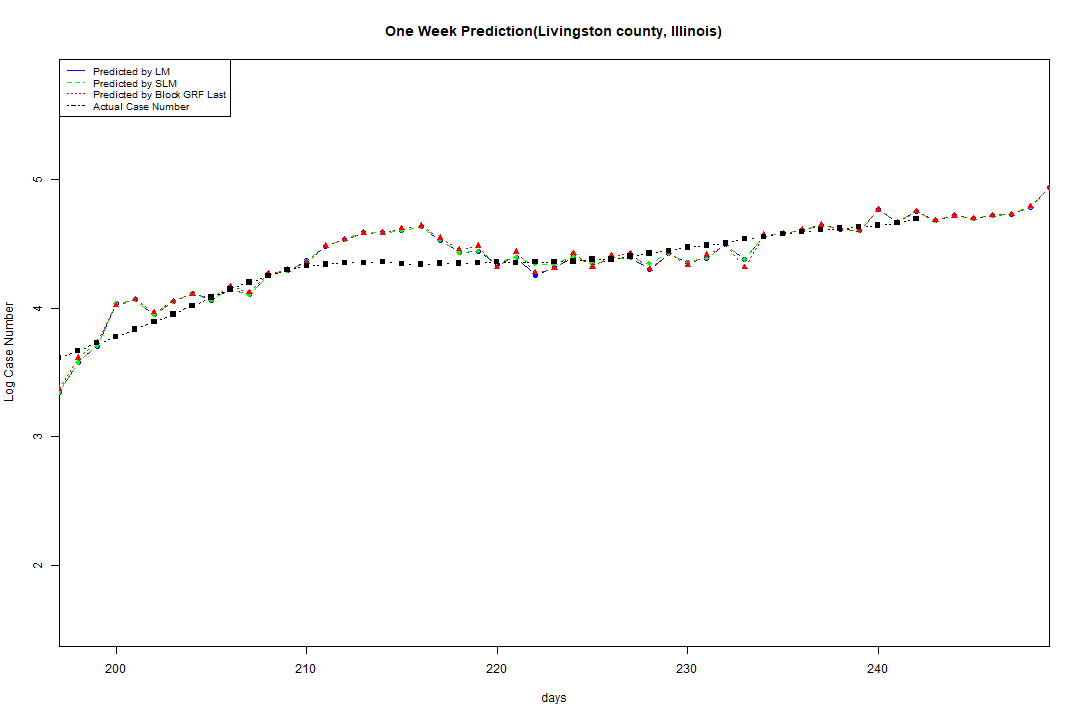 One Week Prediction(Livingston county, Illinois)
Predicted by LM
Predicted by SLM
Predicted by Block GRF Last
Actual Case Number
5
4
3
2
Log Case Number
200 210 220 230 240
days